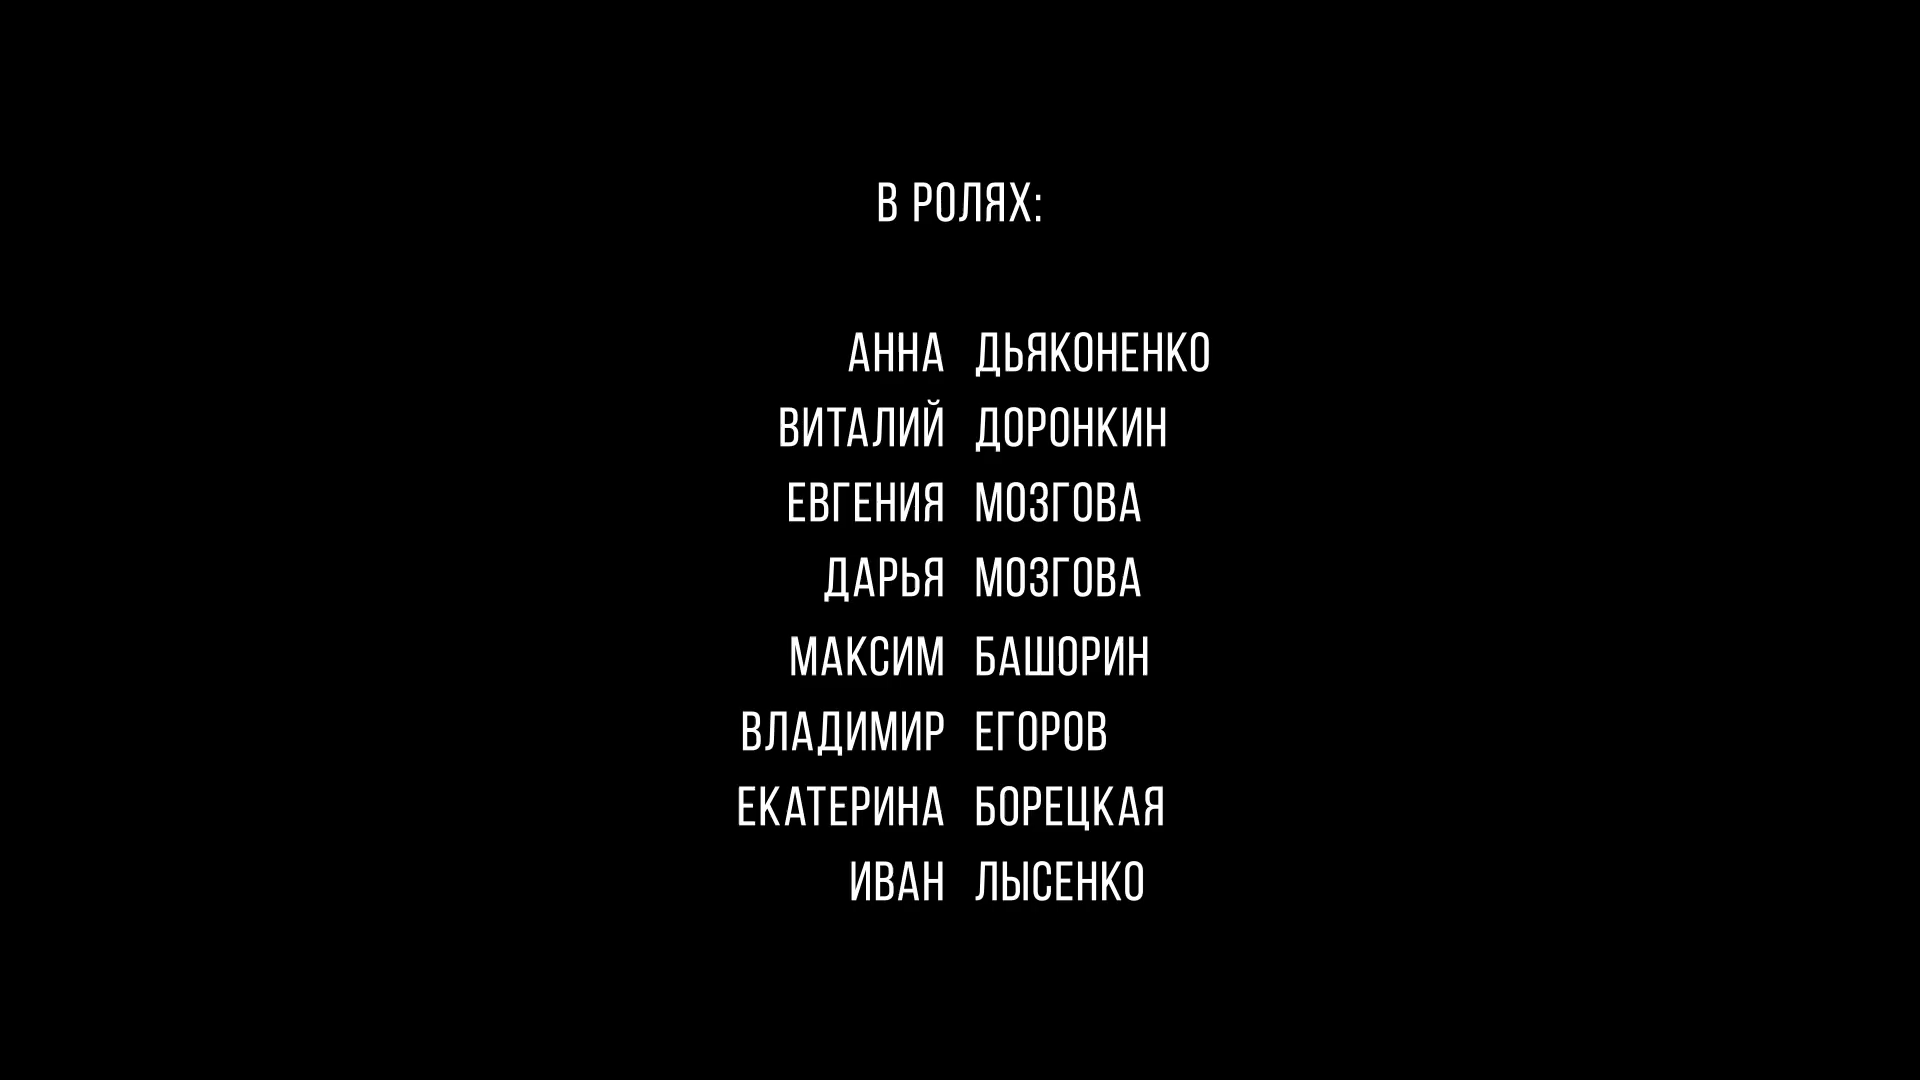 В РОЛЯХ:
АННА ДЬЯКОНЕНКО
ВИТАЛИЙ ДОРОНКИН
ЕВГЕНИЯ МОЗГОВА
ДАРЬЯ МОЗГОВА
МАКСИМ БАШОРИН
ВЛАДИМИР ЕГОРОВ
ЕКАТЕРИНА БОРЕЦКАЯ
ИВАН ЛЫСЕНКО